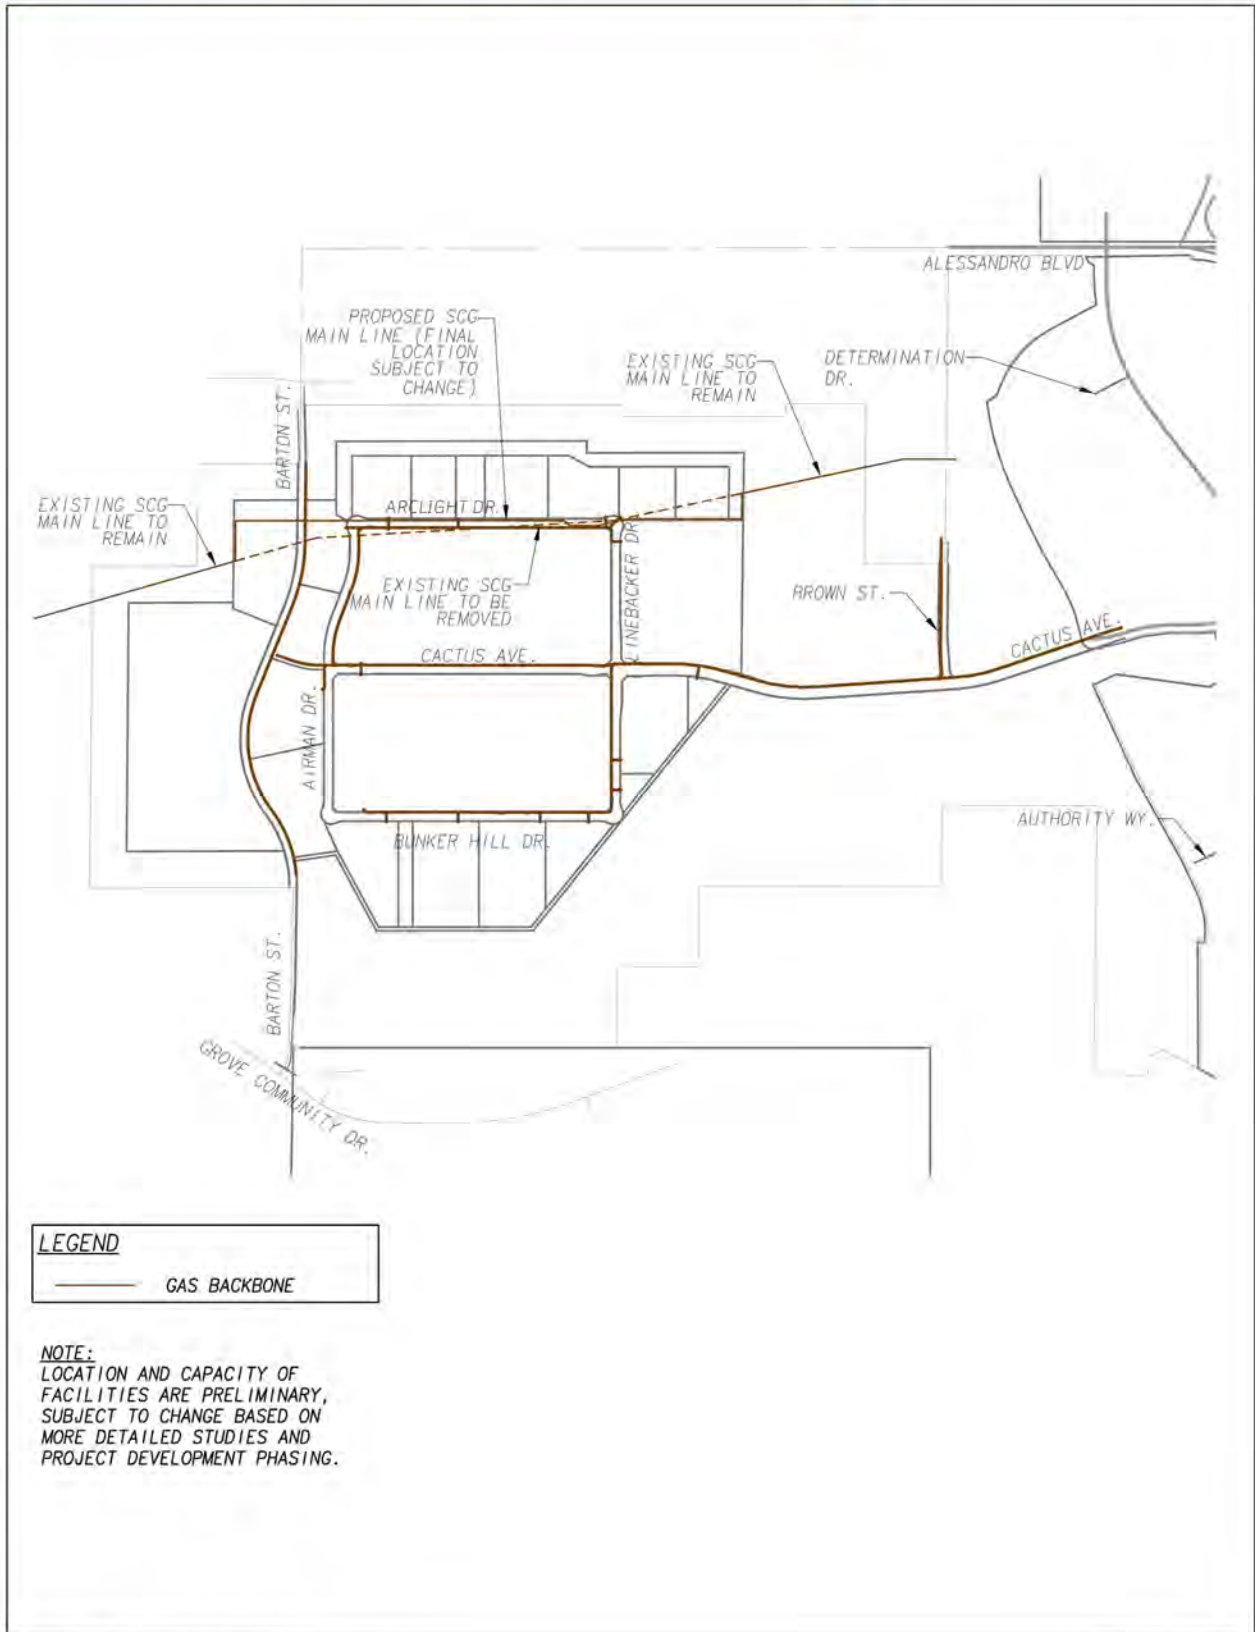 ALESSANDRO BLVD
PROPOSED SCG
MAIN LINE (FINAL
LOCATION
SUBJECT TO
CHANGE)
EXISTING SCG
MAIN LINE TO
REMAIN
DETERMINATION
DR.
BARTON ST.
EXISTING SCG
MAIN LINE TO
REMAIN
ARCLIGHT DR.
LINEBACKER DR.
EXISTING SCG
MAIN LINE TO BE
REMOVED
BROWN ST.
CACTUS AVE.
CACTUS AVE.
AIRMAN DR.
BUNKER HILL DR.
AUTHORITY WY.
BARTON ST.
GROVE COMMUNITY DR.
LEGEND
GAS BACKBONE
NOTE:
LOCATION AND CAPACITY OF
FACILITIES ARE PRELIMINARY,
SUBJECT TO CHANGE BASED ON
MORE DETAILED STUDIES AND
PROJECT DEVELOPMENT PHASING.